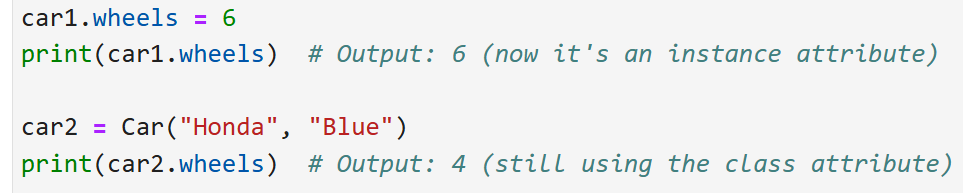 car1.wheels = 6
print(car1.wheels)  # Output: 6 (now it's an instance attribute)
car2 = Car("Honda", "Blue")
print(car2.wheels)  # Output: 4 (still using the class attribute)